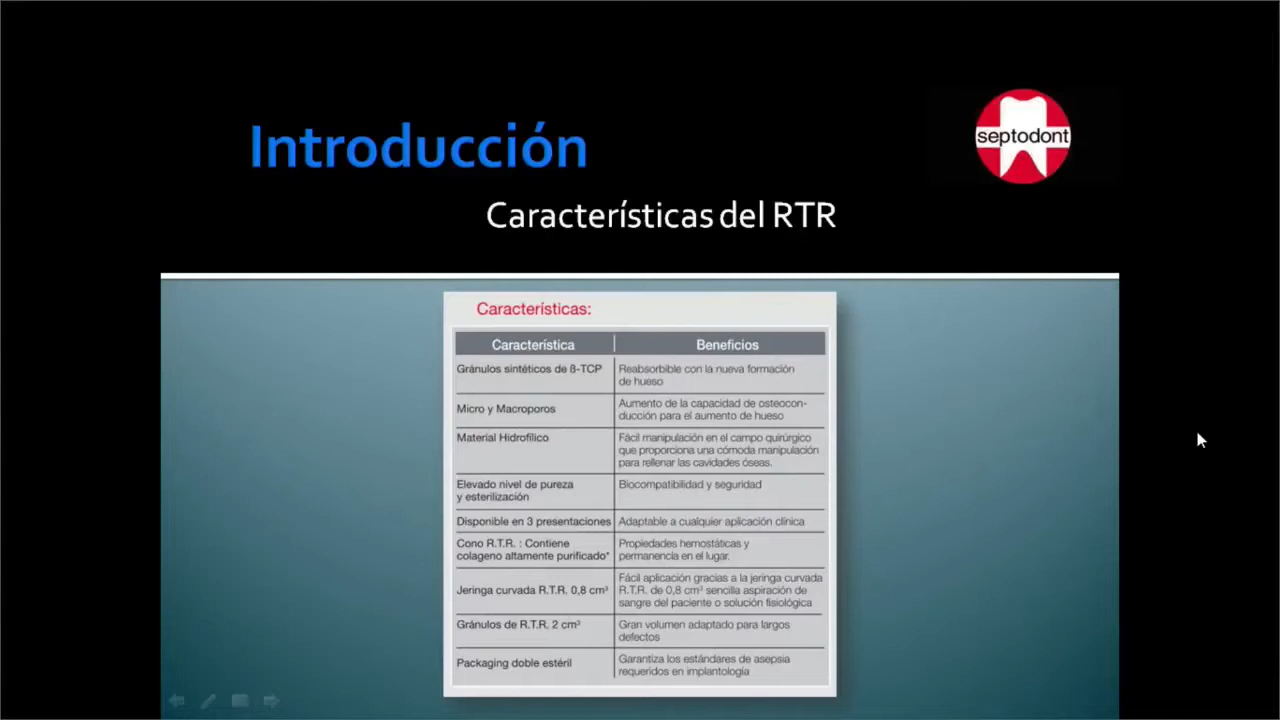 Introducción
septodont
Características del RTR
Características:
Característica Beneficios
Gránulos sintéticos de ß-TCP Reabsorbible con la nueva formación
de hueso
Micro y Macroporos Aumento de la capacidad de osteocon-
ducción para el aumento de hueso
Material Hidrofílico Fácil manipulación en el campo quirúrgico
que proporciona una cómoda manipulación
para rellenar las cavidades óseas.
Elevado nivel de pureza Biocompatibilidad y seguridad
y esterilización
Disponible en 3 presentaciones Adaptable a cualquier aplicación clínica
Cono R.T.R. : Contiene Propiedades hemostáticas y
colageno altamente purificado* permanencia en el lugar.
Fácil aplicación gracias a la jeringa curvada
Jeringa curvada R.T.R. 0,8 cm³ R.T.R. de 0,8 cm³ sencilla aspiración de
sangre del paciente o solución fisiológica
Gránulos de R.T.R. 2 cm³ Gran volumen adaptado para largos
defectos
Packaging doble estéril Garantiza los estándares de asepsia
requeridos en implantología